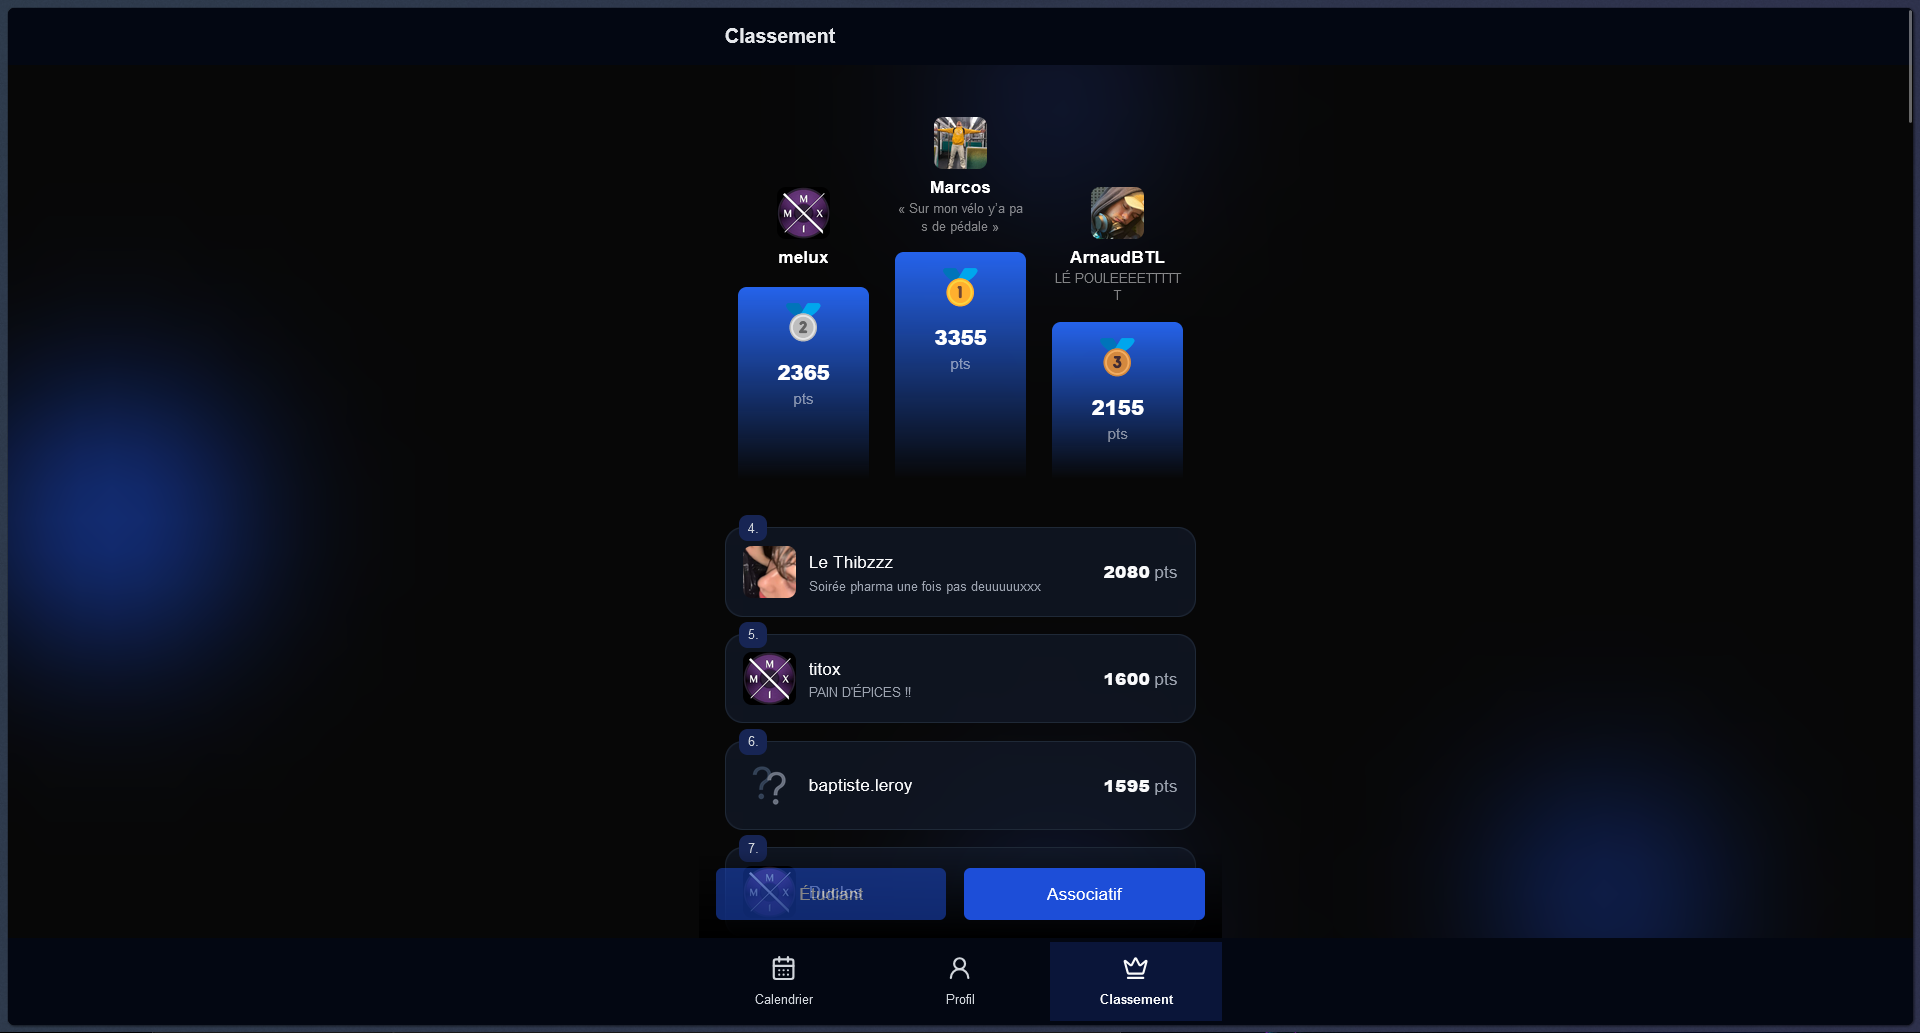 Classement
Marcos
« Sur mon vélo y'a pa
s de pédale »
1
3355
pts
M
M X
I
melux
2
2365
pts
ArnaudBTL
LÉ POULEEEETTTTT
T
3
2155
pts
4.
Le Thibzzz
Soirée pharma une fois pas deuuuuuxxx
2080 pts
5.
M
M X
I
titox
PAIN D'ÉPICES !!
1600 pts
6.
??
baptiste.leroy
1595 pts
7.
M
M X
I
Étudiant
Associatif
Calendrier
Profil
Classement